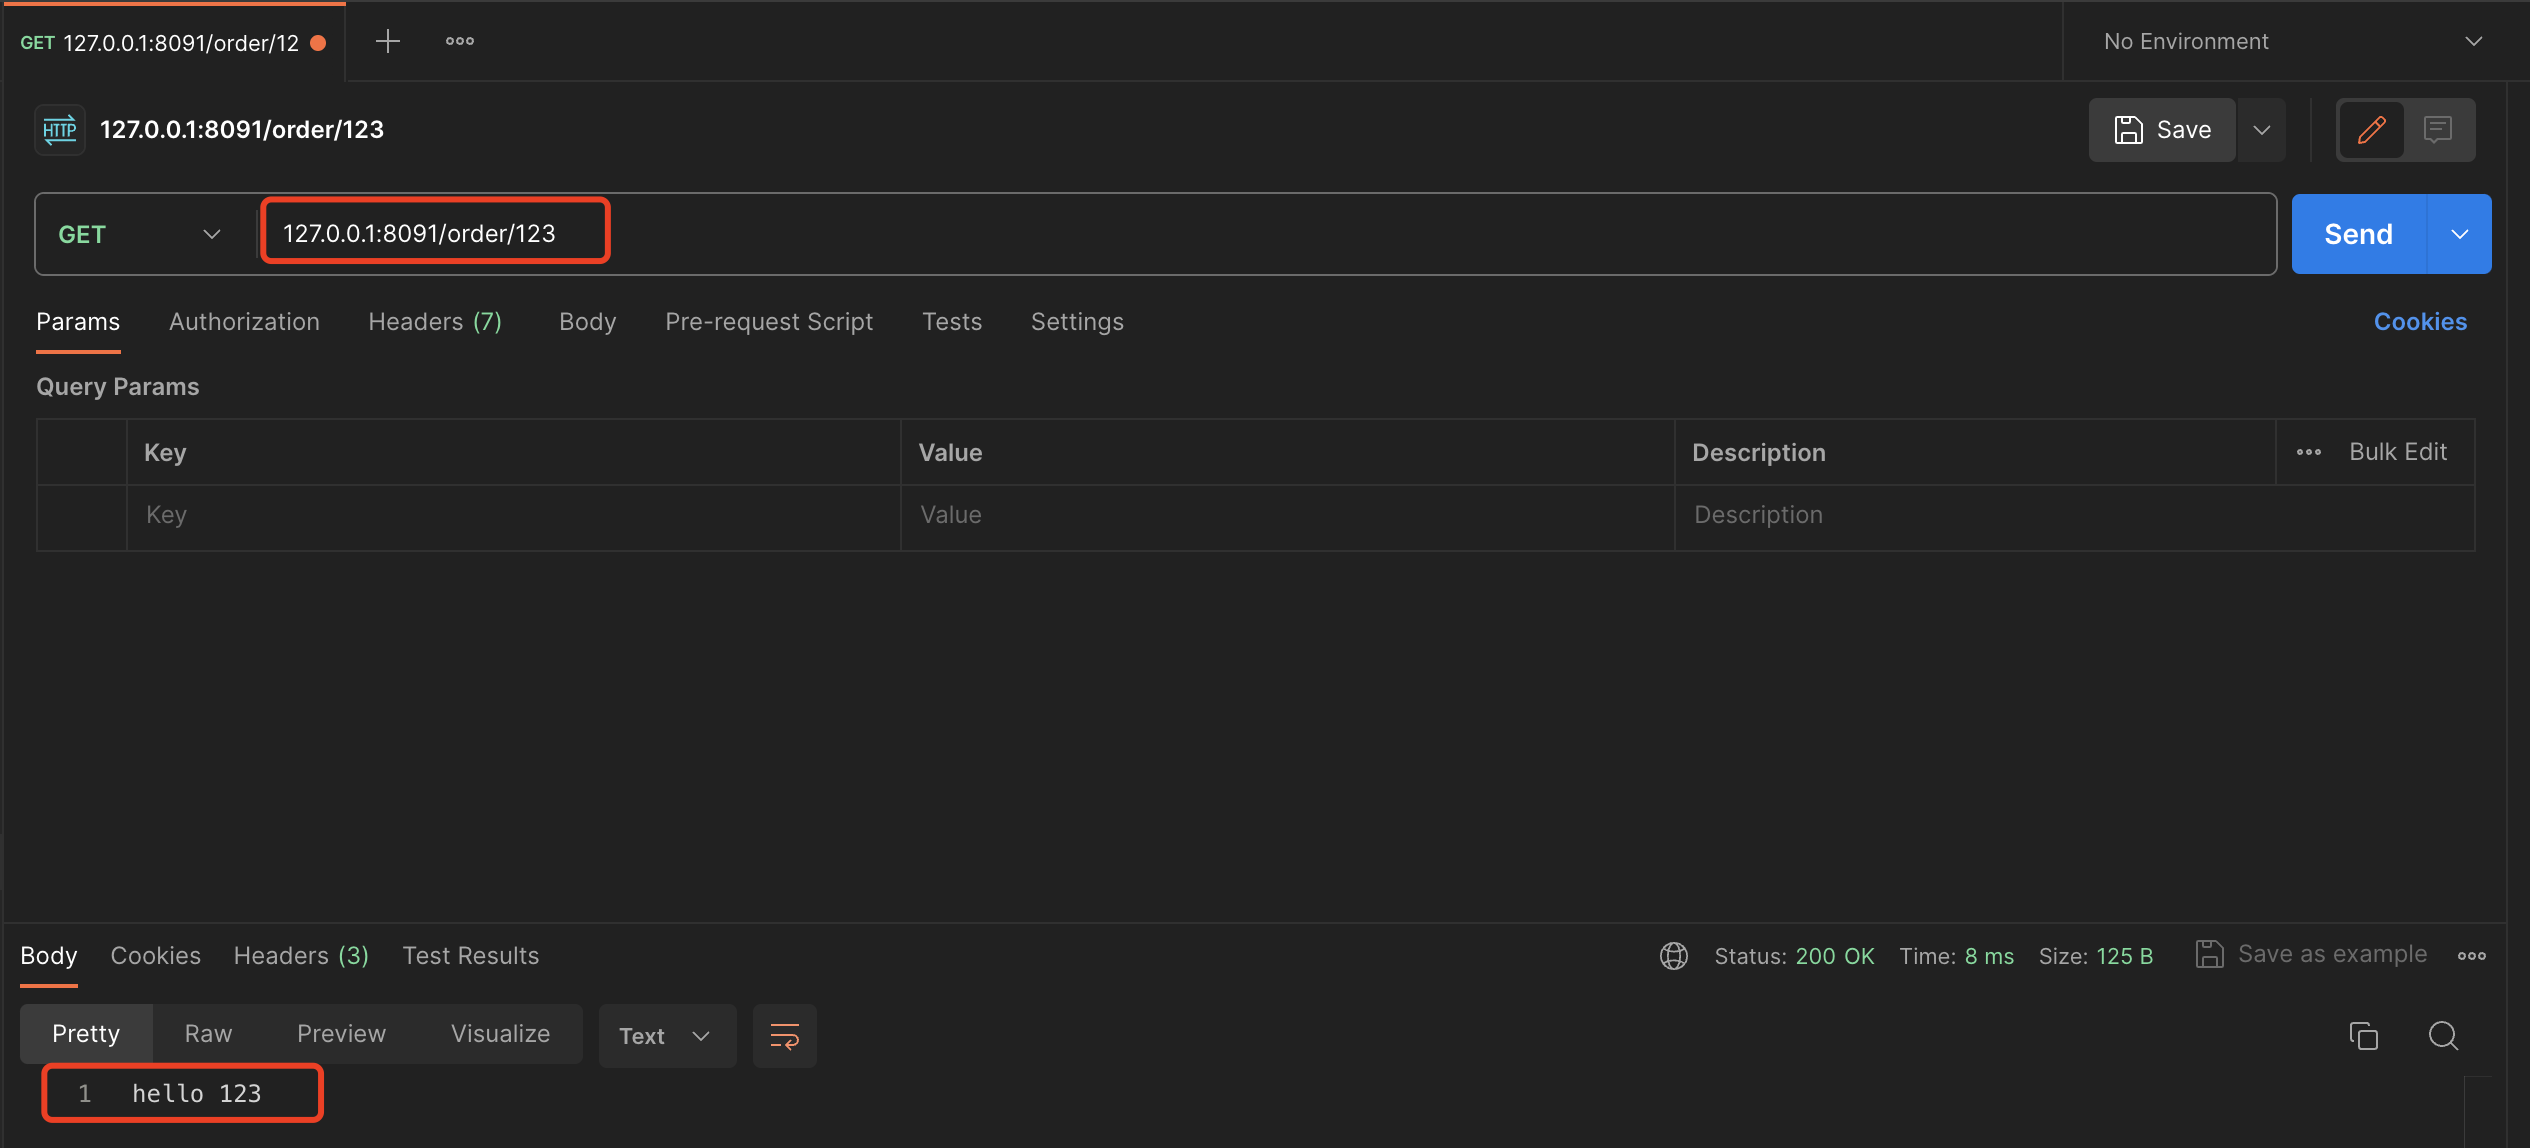 GET 127.0.0.1:8091/order/12
No Environment
HTTP 127.0.0.1:8091/order/123
Save
GET 127.0.0.1:8091/order/123
Send
Params Authorization Headers (7) Body Pre-request Script Tests Settings Cookies
Query Params
Key Value Description Bulk Edit
Key Value Description
Body Cookies Headers (3) Test Results Status: 200 OK Time: 8 ms Size: 125 B Save as example
Pretty Raw Preview Visualize Text
1 hello 123